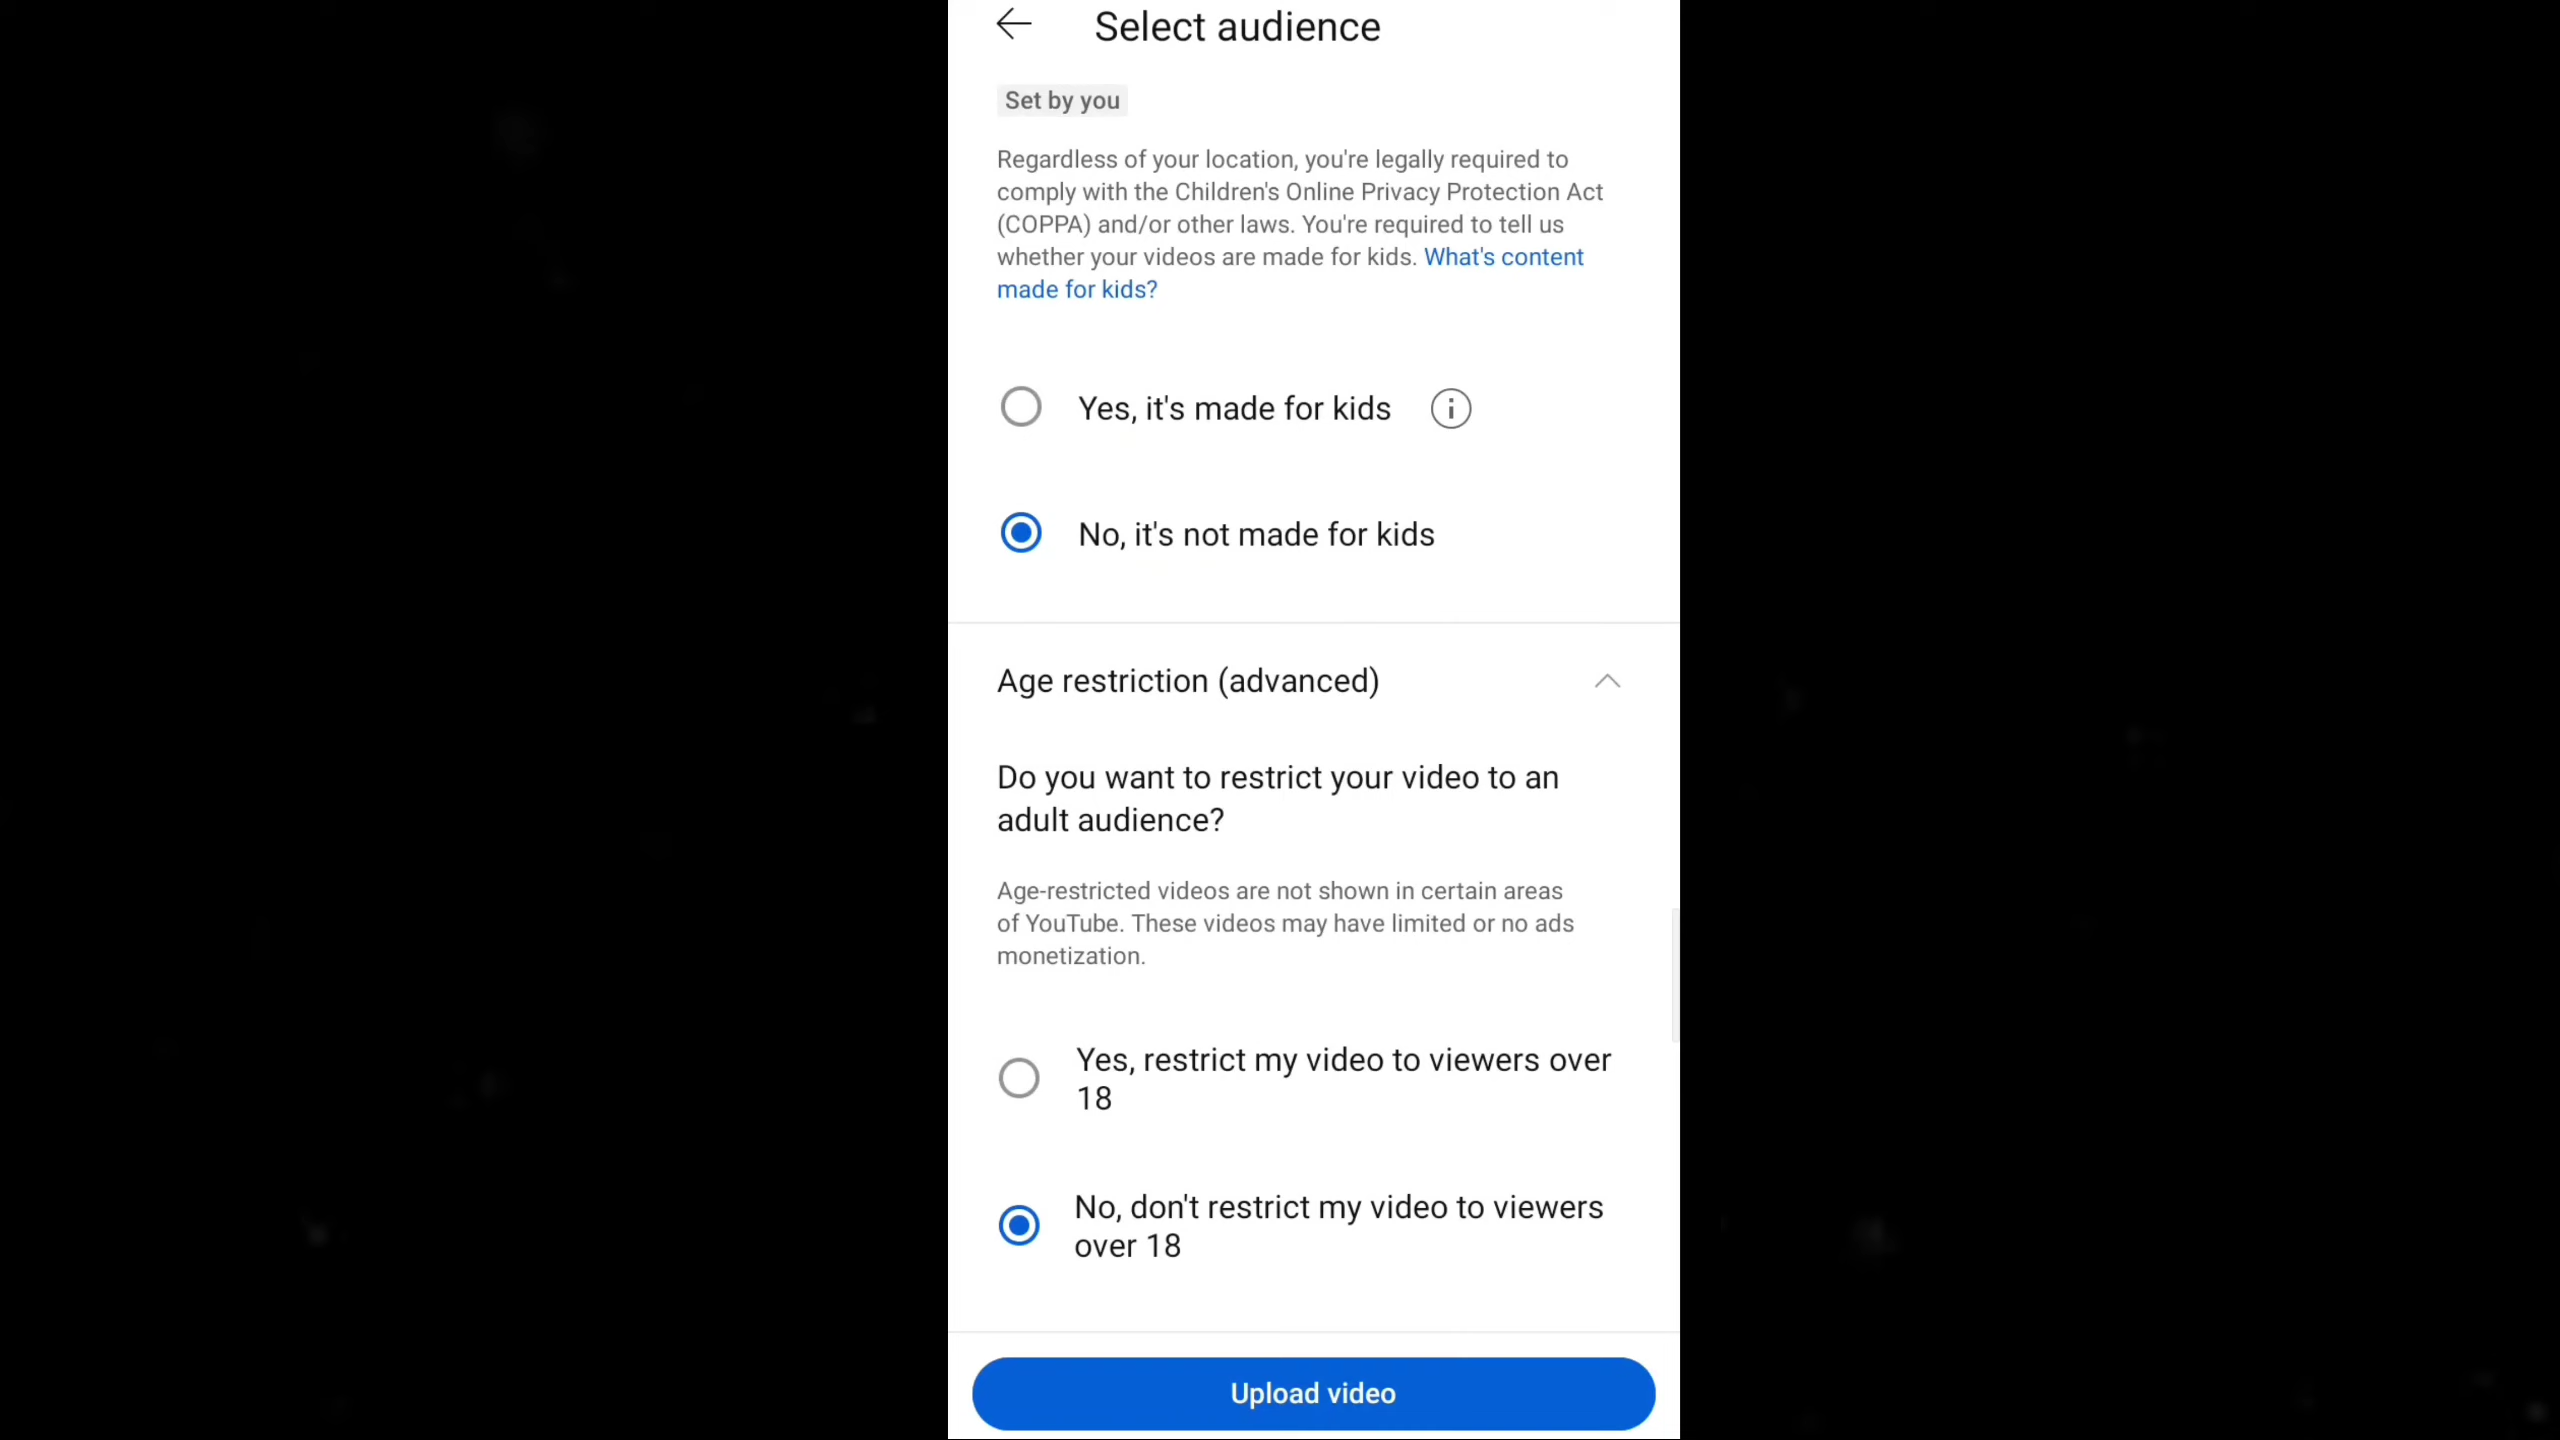 Select audience
Set by you
Regardless of your location, you're legally required to
comply with the Children's Online Privacy Protection Act
(COPPA) and/or other laws. You're required to tell us
whether your videos are made for kids. What's content
made for kids?
Yes, it's made for kids
No, it's not made for kids
Age restriction (advanced)
Do you want to restrict your video to an
adult audience?
Age-restricted videos are not shown in certain areas
of YouTube. These videos may have limited or no ads
monetization.
Yes, restrict my video to viewers over
18
No, don't restrict my video to viewers
over 18
Upload video